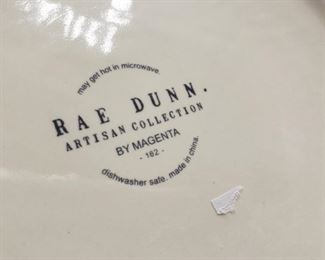 may get hot in microwave.
RAE DUNN.
ARTISAN COLLECTION
BY MAGENTA
- 162 -
dishwasher safe. made in china.